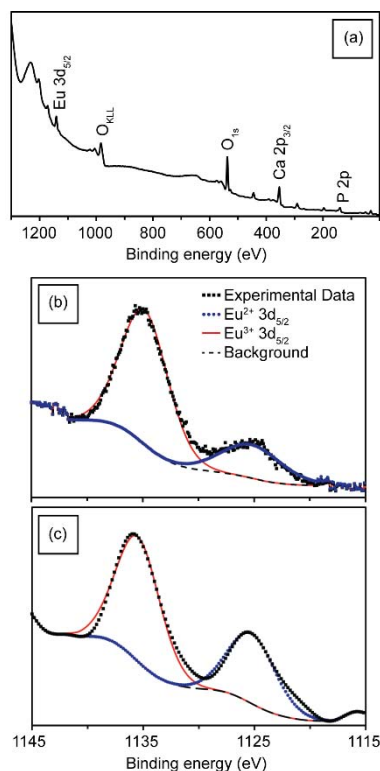 (a)
Eu 3d5/2
OKLL
O1s
Ca 2p3/2
P 2p
1200 1000 800 600 400 200
Binding energy (eV)
(b)
Experimental Data
Eu2+ 3d5/2
Eu3+ 3d5/2
Background
(c)
1145 1135 1125 1115
Binding energy (eV)